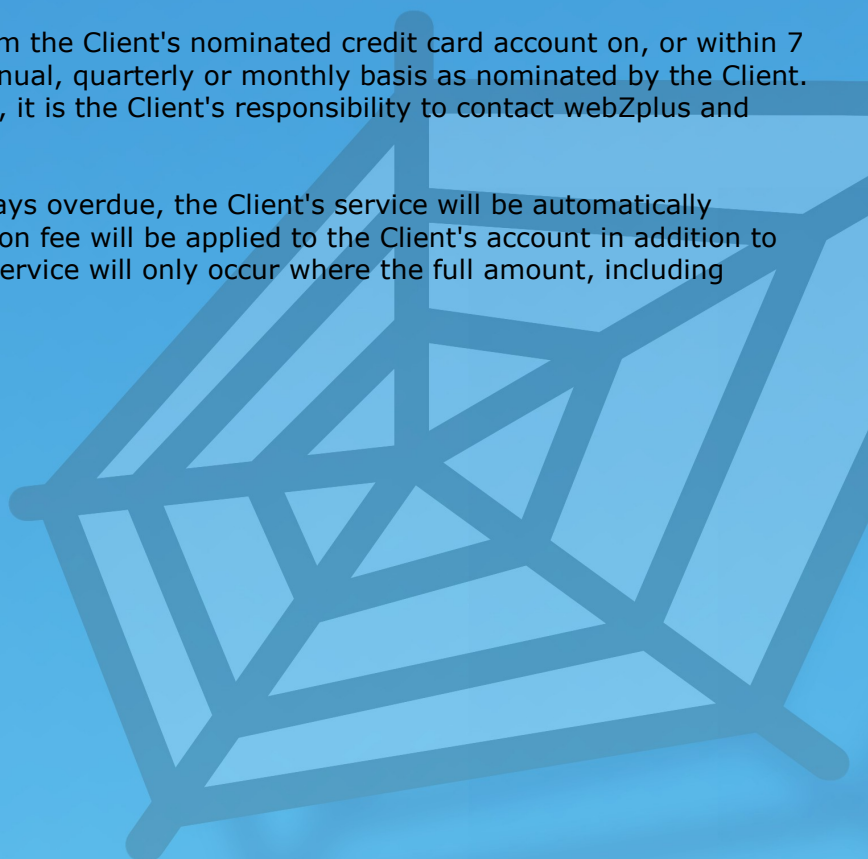 m the Client's nominated credit card account on, or within 7
nual, quarterly or monthly basis as nominated by the Client.
, it is the Client's responsibility to contact webZplus and
ays overdue, the Client's service will be automatically
on fee will be applied to the Client's account in addition to
ervice will only occur where the full amount, including